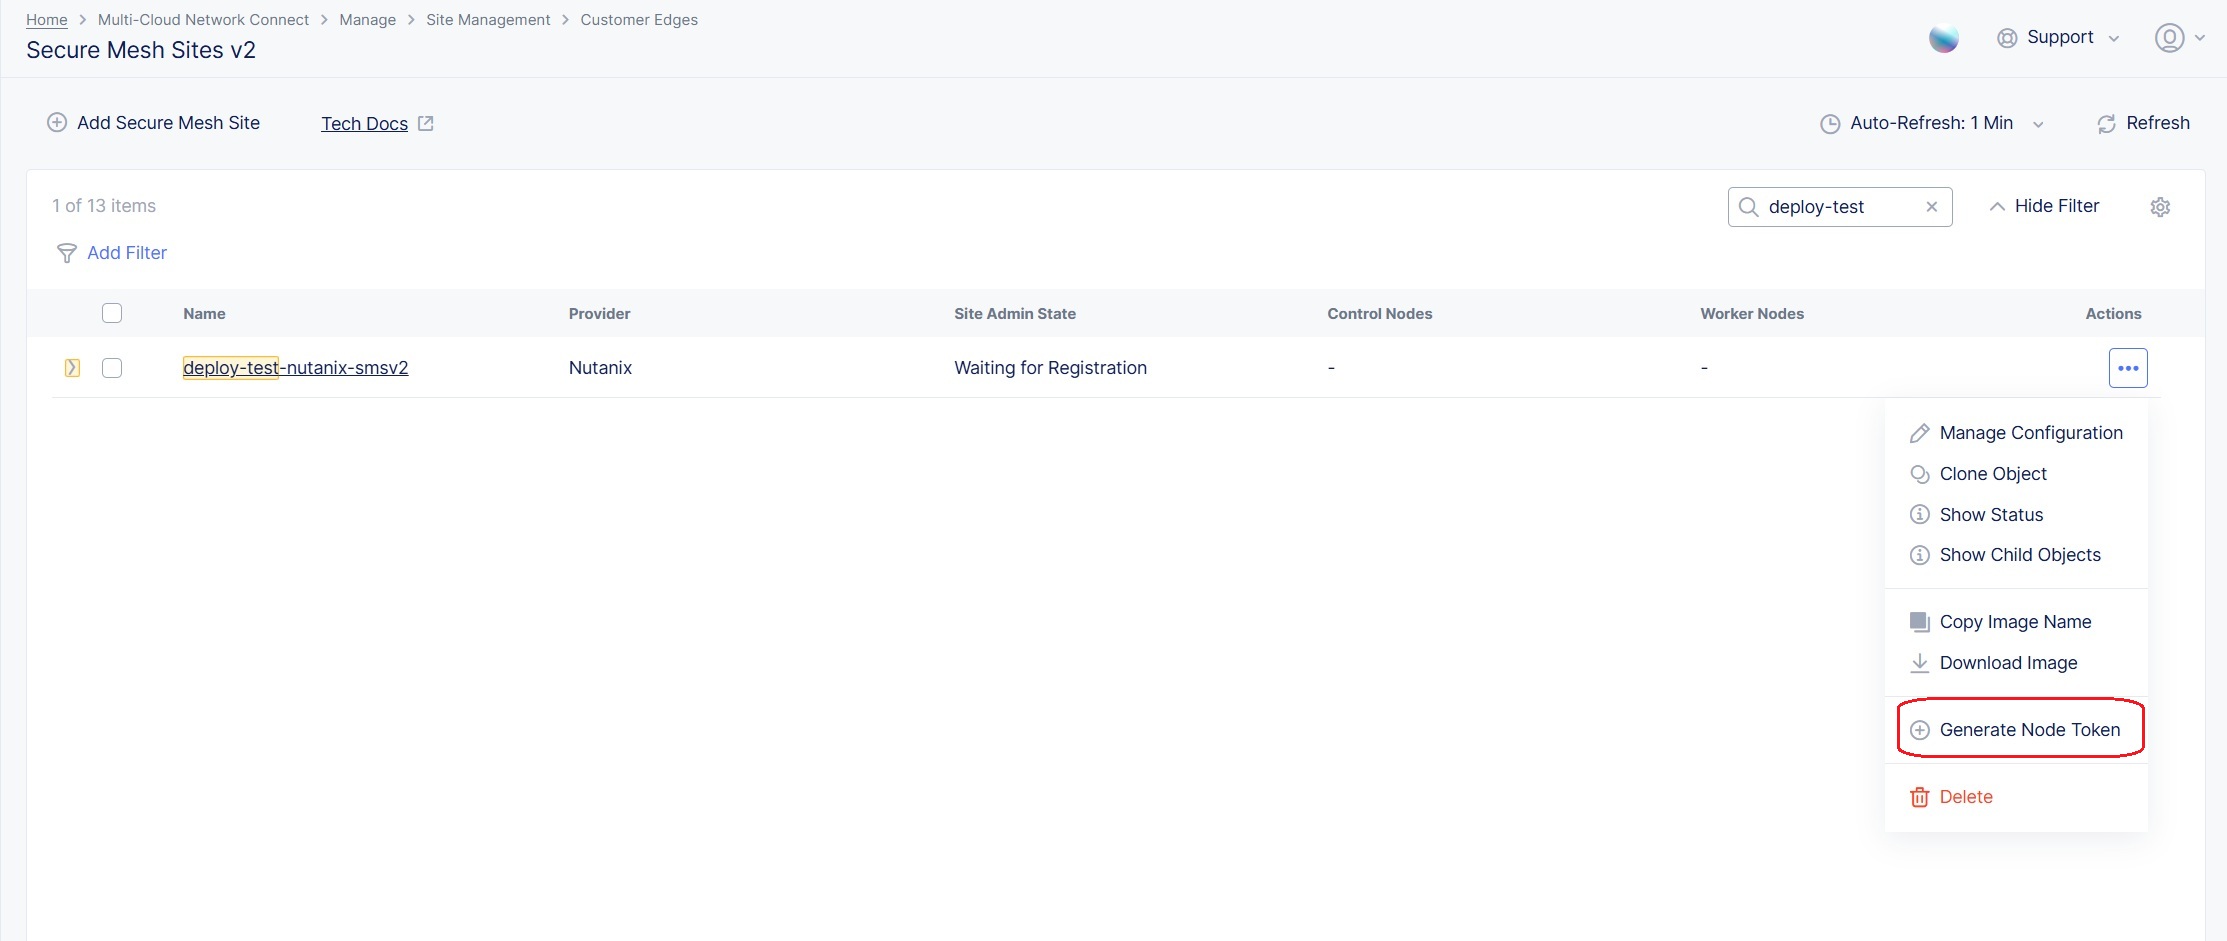 Home > Multi-Cloud Network Connect > Manage > Site Management > Customer Edges
Secure Mesh Sites v2
Support
Add Secure Mesh Site
Tech Docs
Auto-Refresh: 1 Min
Refresh
1 of 13 items
deploy-test
Hide Filter
Add Filter
Name Provider Site Admin State Control Nodes Worker Nodes Actions
deploy-test-nutanix-smsv2 Nutanix Waiting for Registration - -
Manage Configuration
Clone Object
Show Status
Show Child Objects
Copy Image Name
Download Image
Generate Node Token
Delete